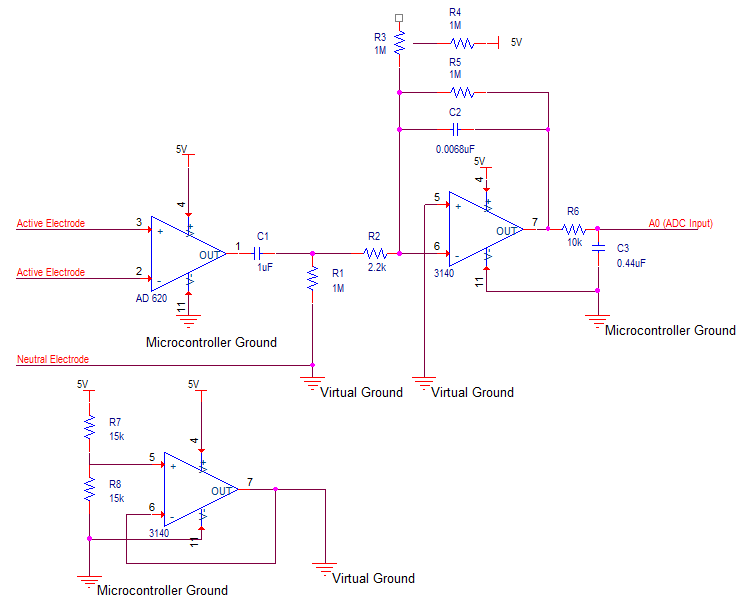 R4
1M
R3
1M
5V
R5
1M
C2
0.0068uF
5V
4
5V
4
5
+
V+
Active Electrode
3
+
V+
OUT
7
R6
10k
A0 (ADC Input)
OUT
1
C1
1uF
R2
2.2k
6
-
V-
3140
11
C3
0.44uF
Active Electrode
2
-
V-
AD 620
11
R1
1M
Microcontroller Ground
Microcontroller Ground
Neutral Electrode
Virtual Ground
Virtual Ground
5V
5V
R7
15k
4
5
+
V+
R8
15k
OUT
7
6
-
V-
3140
11
Virtual Ground
Microcontroller Ground